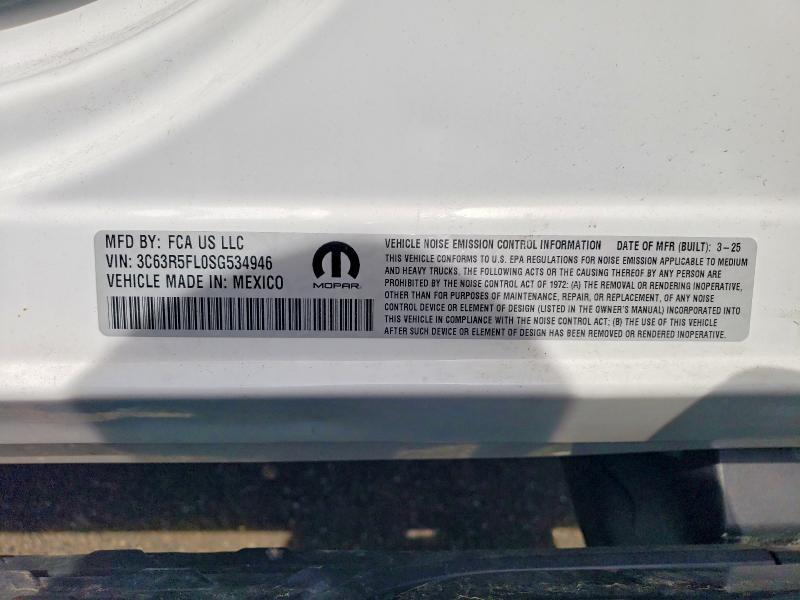 MFD BY: FCA US LLC
VIN: 3C63R5FL0SG534946
VEHICLE MADE IN: MEXICO
MOPAR
VEHICLE NOISE EMISSION CONTROL INFORMATION DATE OF MFR (BUILT): 3-25
THIS VEHICLE CONFORMS TO U.S. EPA REGULATIONS FOR NOISE EMISSION APPLICABLE TO MEDIUM
AND HEAVY TRUCKS. THE FOLLOWING ACTS OR THE CAUSING THEREOF BY ANY PERSON ARE
PROHIBITED BY THE NOISE CONTROL ACT OF 1972: (A) THE REMOVAL OR RENDERING INOPERATIVE,
OTHER THAN FOR PURPOSES OF MAINTENANCE, REPAIR, OR REPLACEMENT, OF ANY NOISE
CONTROL DEVICE OR ELEMENT OF DESIGN (LISTED IN THE OWNER'S MANUAL) INCORPORATED INTO
THIS VEHICLE IN COMPLIANCE WITH THE NOISE CONTROL ACT; (B) THE USE OF THIS VEHICLE
AFTER SUCH DEVICE OR ELEMENT OF DESIGN HAS BEEN REMOVED OR RENDERED INOPERATIVE.